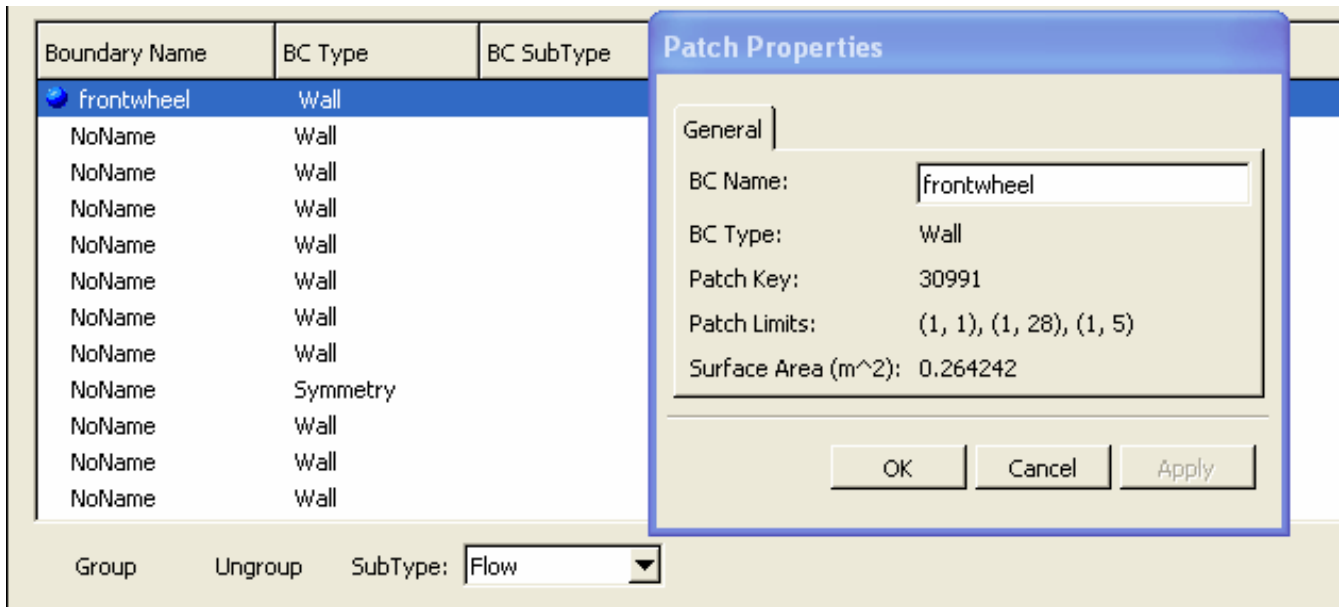 Boundary Name BC Type BC SubType
frontwheel Wall
NoName Wall
NoName Wall
NoName Wall
NoName Wall
NoName Wall
NoName Wall
NoName Wall
NoName Symmetry
NoName Wall
NoName Wall
NoName Wall
Group Ungroup SubType: Flow
Patch Properties
General
BC Name: frontwheel
BC Type: Wall
Patch Key: 30991
Patch Limits: (1, 1), (1, 28), (1, 5)
Surface Area (m^2): 0.264242
OK Cancel Apply